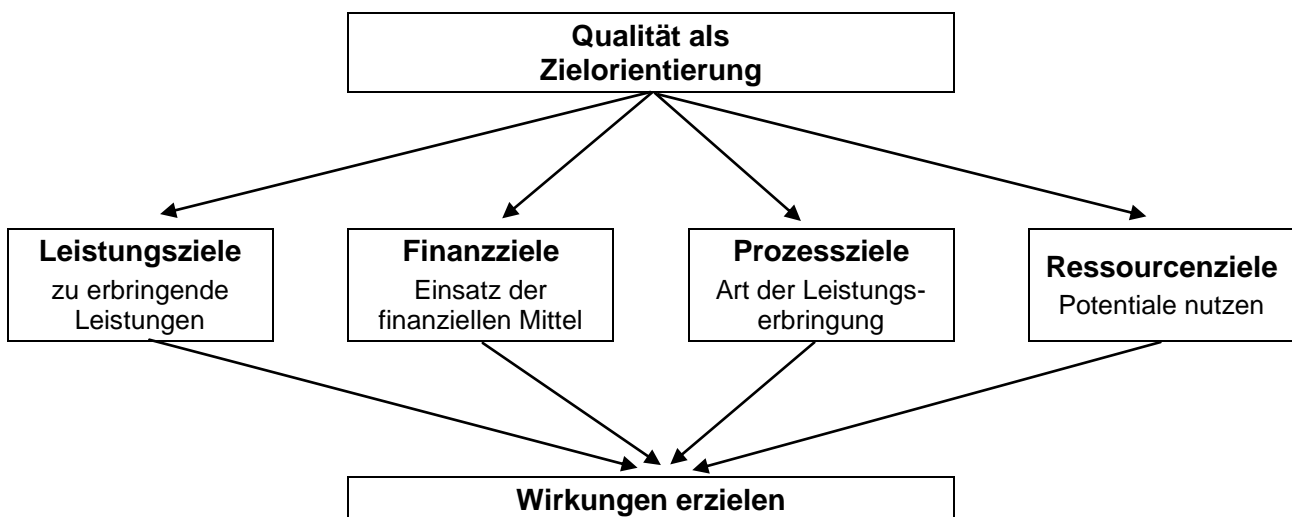 Qualität als
Zielorientierung
Leistungsziele
zu erbringende
Leistungen
Finanzziele
Einsatz der
finanziellen Mittel
Prozessziele
Art der Leistungs-
erbringung
Ressourcenziele
Potentiale nutzen
Wirkungen erzielen